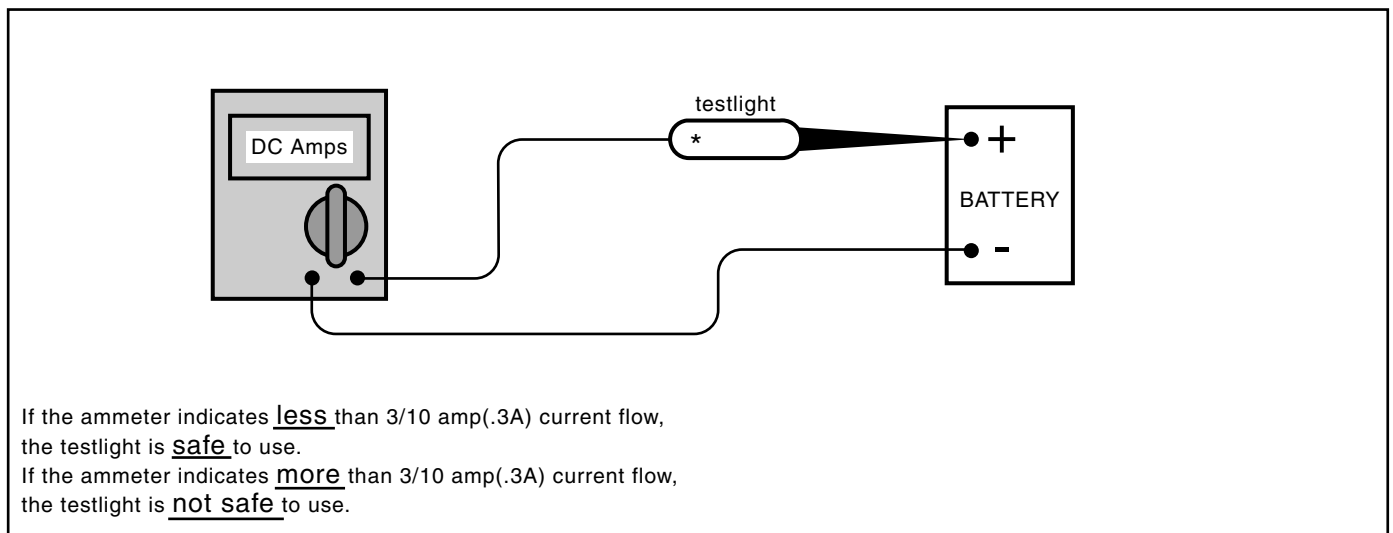 testlight
DC Amps
*
+
BATTERY
-
If the ammeter indicates less than 3/10 amp(.3A) current flow,
the testlight is safe to use.
If the ammeter indicates more than 3/10 amp(.3A) current flow,
the testlight is not safe to use.